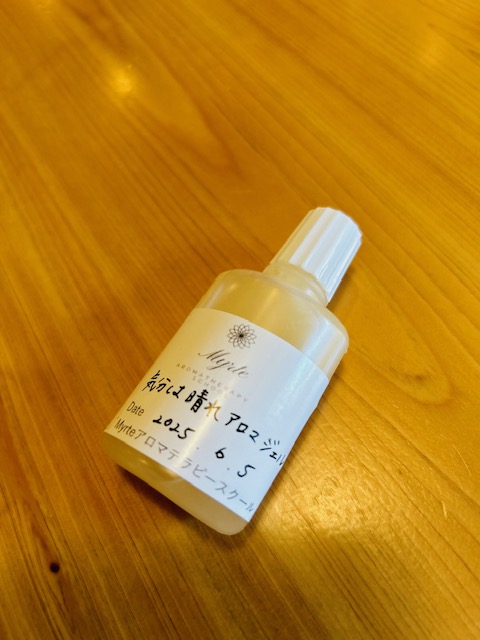 Myrte
AROMATHERAPY
SCHOOL
気分は晴れアロマジェル
Date 2025.6.5
Myrteアロマテラピースクール